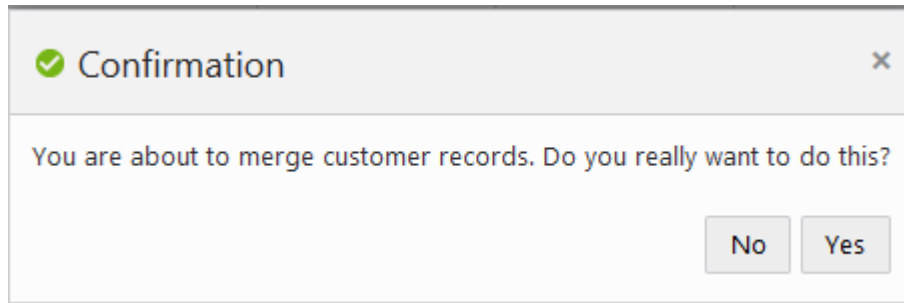 Confirmation
You are about to merge customer records. Do you really want to do this?
No Yes